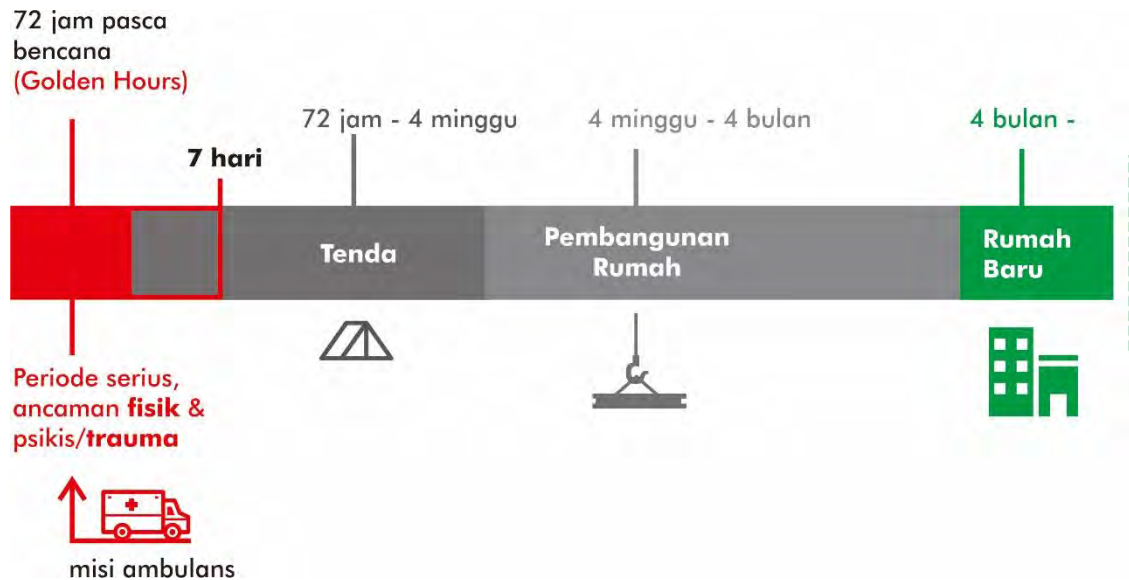 72 jam pasca
bencana
(Golden Hours)
7 hari
72 jam - 4 minggu
4 minggu - 4 bulan
4 bulan -
Tenda
Pembangunan
Rumah
Rumah
Baru
Periode serius,
ancaman fisik &
psikis/trauma
misi ambulans